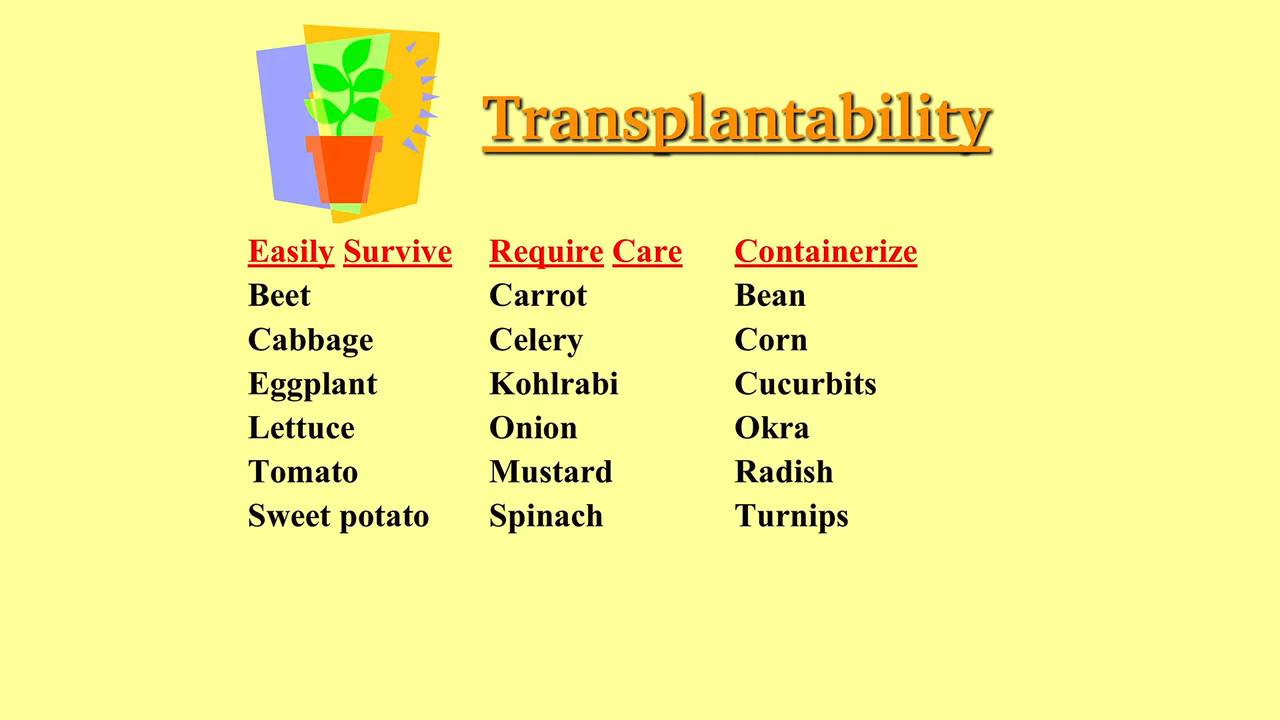 Transplantability
Easily Survive Require Care Containerize
Beet Carrot Bean
Cabbage Celery Corn
Eggplant Kohlrabi Cucurbits
Lettuce Onion Okra
Tomato Mustard Radish
Sweet potato Spinach Turnips